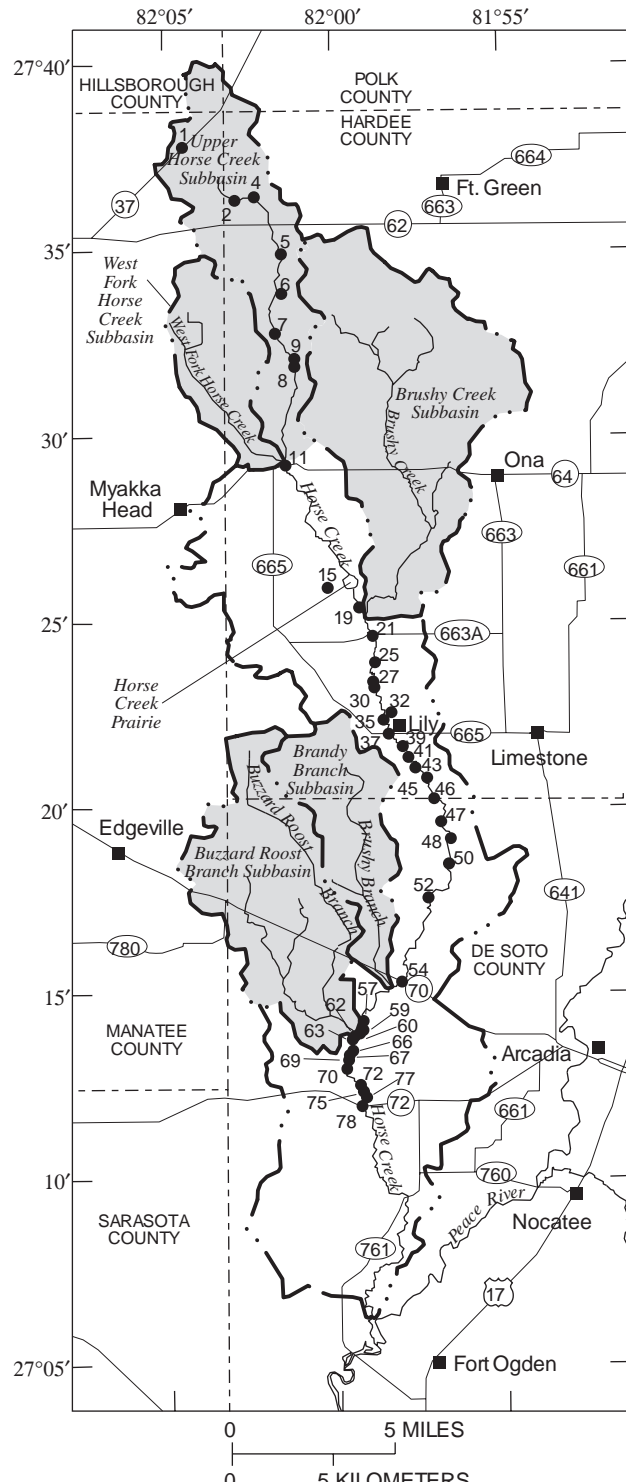 82°05′ 82°00′ 81°55′
27°40′
HILLSBOROUGH
COUNTY
POLK
COUNTY
HARDEE
COUNTY
1
Upper
Horse Creek
Subbasin
664
Ft. Green
663
37
2
4
62
5
35′
West
Fork
Horse
Creek
Subbasin
6
7
9
8
West Fork Horse Creek
Brushy Creek
Subbasin
Brushy Creek
30′
11
Ona
64
Myakka
Head
Horse Creek
663
665
661
15
19
25′
21
663A
25
27
Horse
Creek
Prairie
30
32
35
Lily
37
39
665
Limestone
41
43
Brandy
Branch
Subbasin
Buzzard Roost
Branch
45
46
20′
47
Edgeville
48
Buzzard Roost
Branch Subbasin
Brushy Branch
50
641
52
780
54
DE SOTO
COUNTY
57
70
15′
62
59
63
60
MANATEE
COUNTY
66
Arcadia
69
67
70
72
77
75
72
78
661
Horse Creek
10′
760
Peace River
SARASOTA
COUNTY
Nocatee
761
17
27°05′
Fort Ogden
0 5 MILES
0 5 KILOMETERS